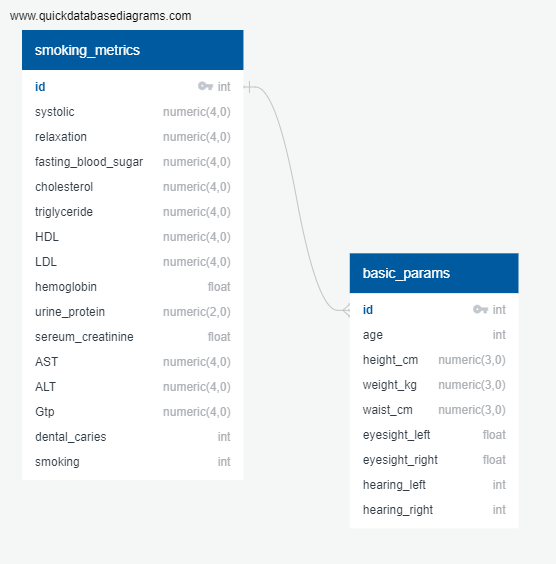 www.quickdatabasediagrams.com
smoking_metrics
id int
systolic numeric(4,0)
relaxation numeric(4,0)
fasting_blood_sugar numeric(4,0)
cholesterol numeric(4,0)
triglyceride numeric(4,0)
HDL numeric(4,0)
LDL numeric(4,0)
hemoglobin float
urine_protein numeric(2,0)
sereum_creatinine float
AST numeric(4,0)
ALT numeric(4,0)
Gtp numeric(4,0)
dental_caries int
smoking int
basic_params
id int
age int
height_cm numeric(3,0)
weight_kg numeric(3,0)
waist_cm numeric(3,0)
eyesight_left float
eyesight_right float
hearing_left int
hearing_right int